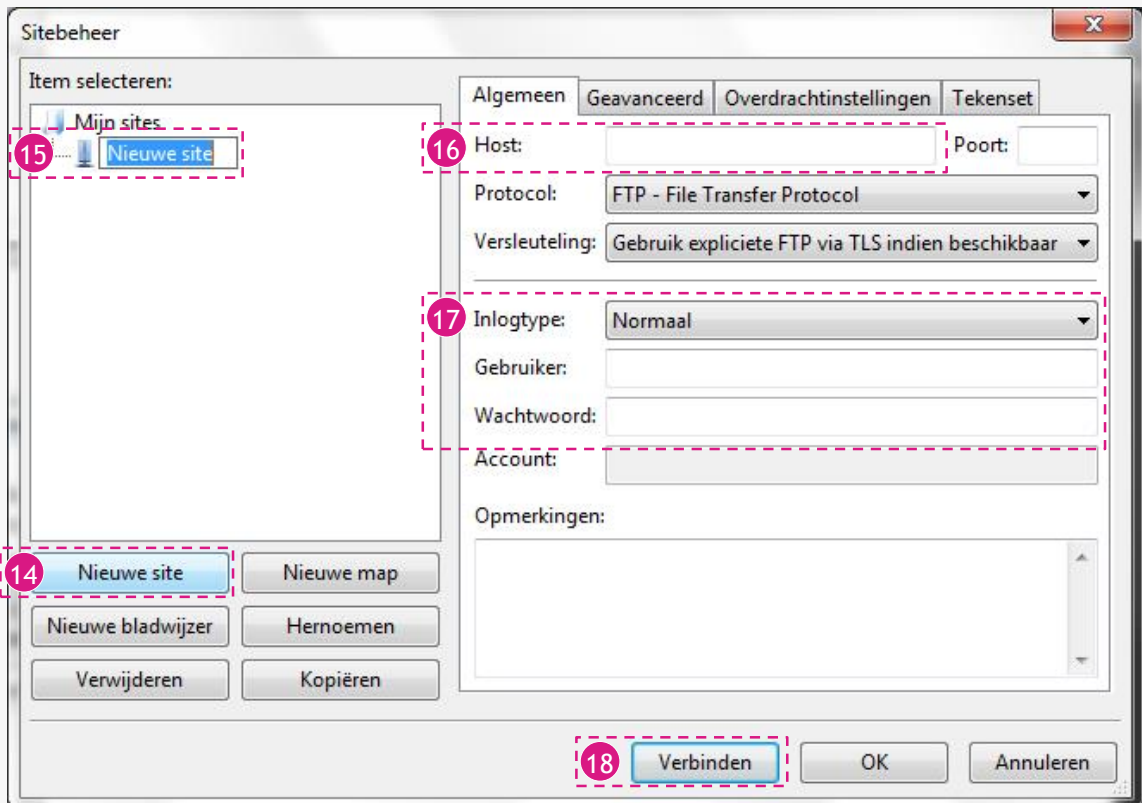 Sitebeheer
Item selecteren:
Mijn sites
15 Nieuwe site
14 Nieuwe site Nieuwe map
Nieuwe bladwijzer Hernoemen
Verwijderen Kopiëren
Algemeen Geavanceerd Overdrachtinstellingen Tekenset
16 Host: Poort:
Protocol: FTP - File Transfer Protocol
Versleuteling: Gebruik expliciete FTP via TLS indien beschikbaar
17 Inlogtype: Normaal
Gebruiker:
Wachtwoord:
Account:
Opmerkingen:
18 Verbinden OK Annuleren